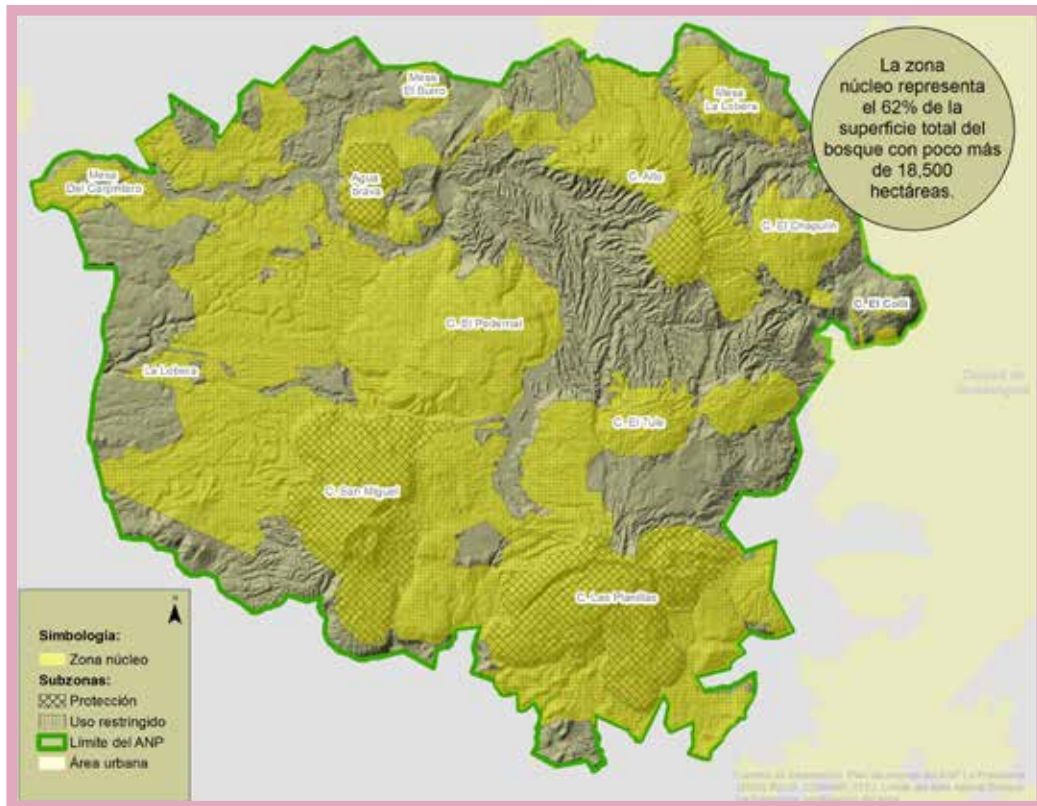 La zona
núcleo representa
el 62% de la
superficie total del
bosque con poco más
de 18,500
hectáreas.
Mesa
El Burro
Mesa
La Lobera
Mesa
Del Carpintero
Agua
brava
C. Alto
C. El Chapulín
C. El Colli
C. El Pedernal
Ciudad de
Guadalajara
La Lobera
C. El Tule
C. San Miguel
C. Las Planillas
N
Simbología:
Zona núcleo
Subzonas:
Protección
Uso restringido
Límite del ANP
Área urbana